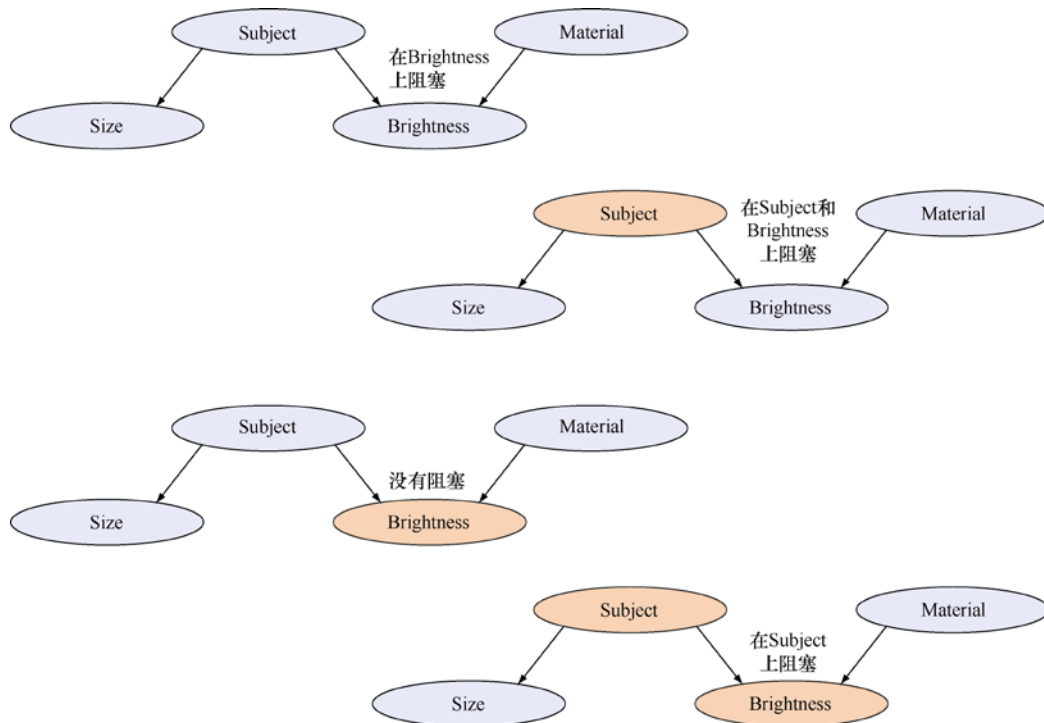 Subject
Material
在Brightness
上阻塞
Size
Brightness
Subject
在Subject和
Brightness
上阻塞
Material
Size
Brightness
Subject
Material
没有阻塞
Size
Brightness
Subject
Material
在Subject
上阻塞
Size
Brightness